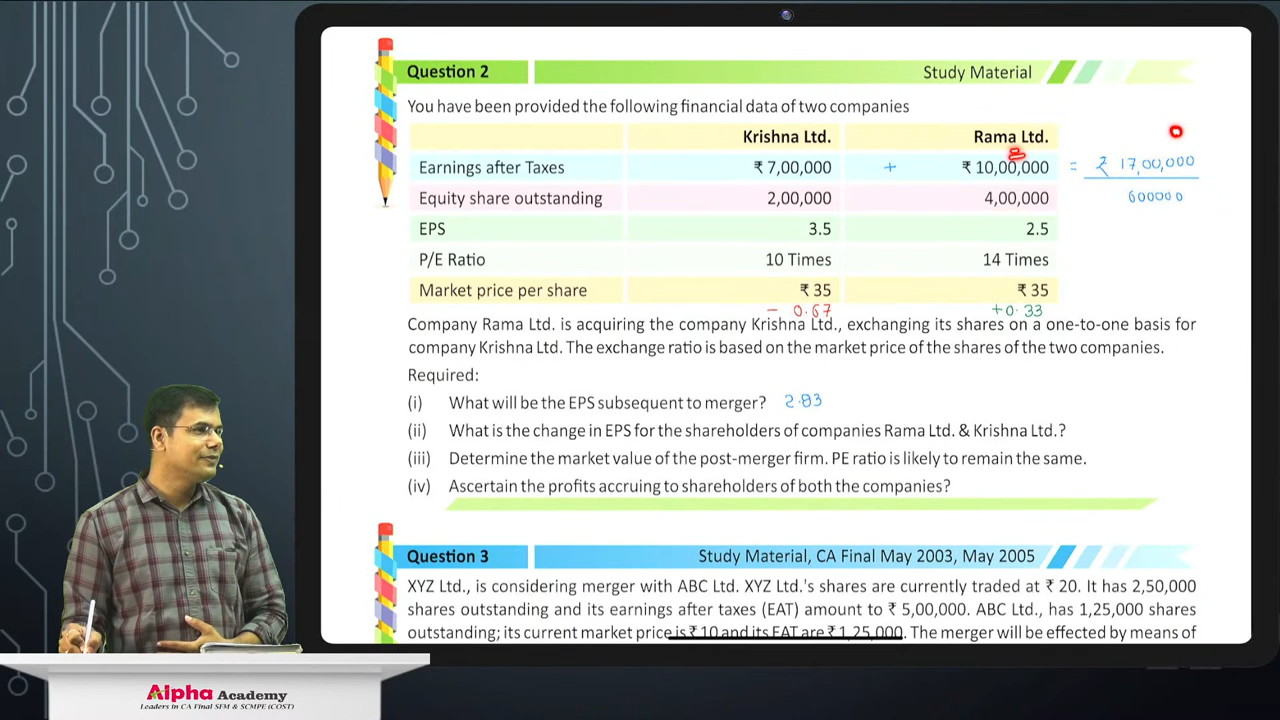 Question 2 Study Material
You have been provided the following financial data of two companies
Krishna Ltd. Rama Ltd.
Earnings after Taxes ₹ 7,00,000 + ₹ 10,00,000 = ₹ 17,00,000
Equity share outstanding 2,00,000 4,00,000 600000
EPS 3.5 2.5
P/E Ratio 10 Times 14 Times
Market price per share ₹ 35 ₹ 35
- 0.67 +0.33
Company Rama Ltd. is acquiring the company Krishna Ltd., exchanging its shares on a one-to-one basis for
company Krishna Ltd. The exchange ratio is based on the market price of the shares of the two companies.
Required:
(i) What will be the EPS subsequent to merger? 2.83
(ii) What is the change in EPS for the shareholders of companies Rama Ltd. & Krishna Ltd.?
(iii) Determine the market value of the post-merger firm. PE ratio is likely to remain the same.
(iv) Ascertain the profits accruing to shareholders of both the companies?
Question 3 Study Material, CA Final May 2003, May 2005
XYZ Ltd., is considering merger with ABC Ltd. XYZ Ltd.'s shares are currently traded at ₹ 20. It has 2,50,000
shares outstanding and its earnings after taxes (EAT) amount to ₹ 5,00,000. ABC Ltd., has 1,25,000 shares
outstanding; its current market price is ₹ 10 and its EAT are ₹ 1,25,000. The merger will be effected by means of
Alpha Academy
Leaders in CA Final SFM & SCMPE (COST)